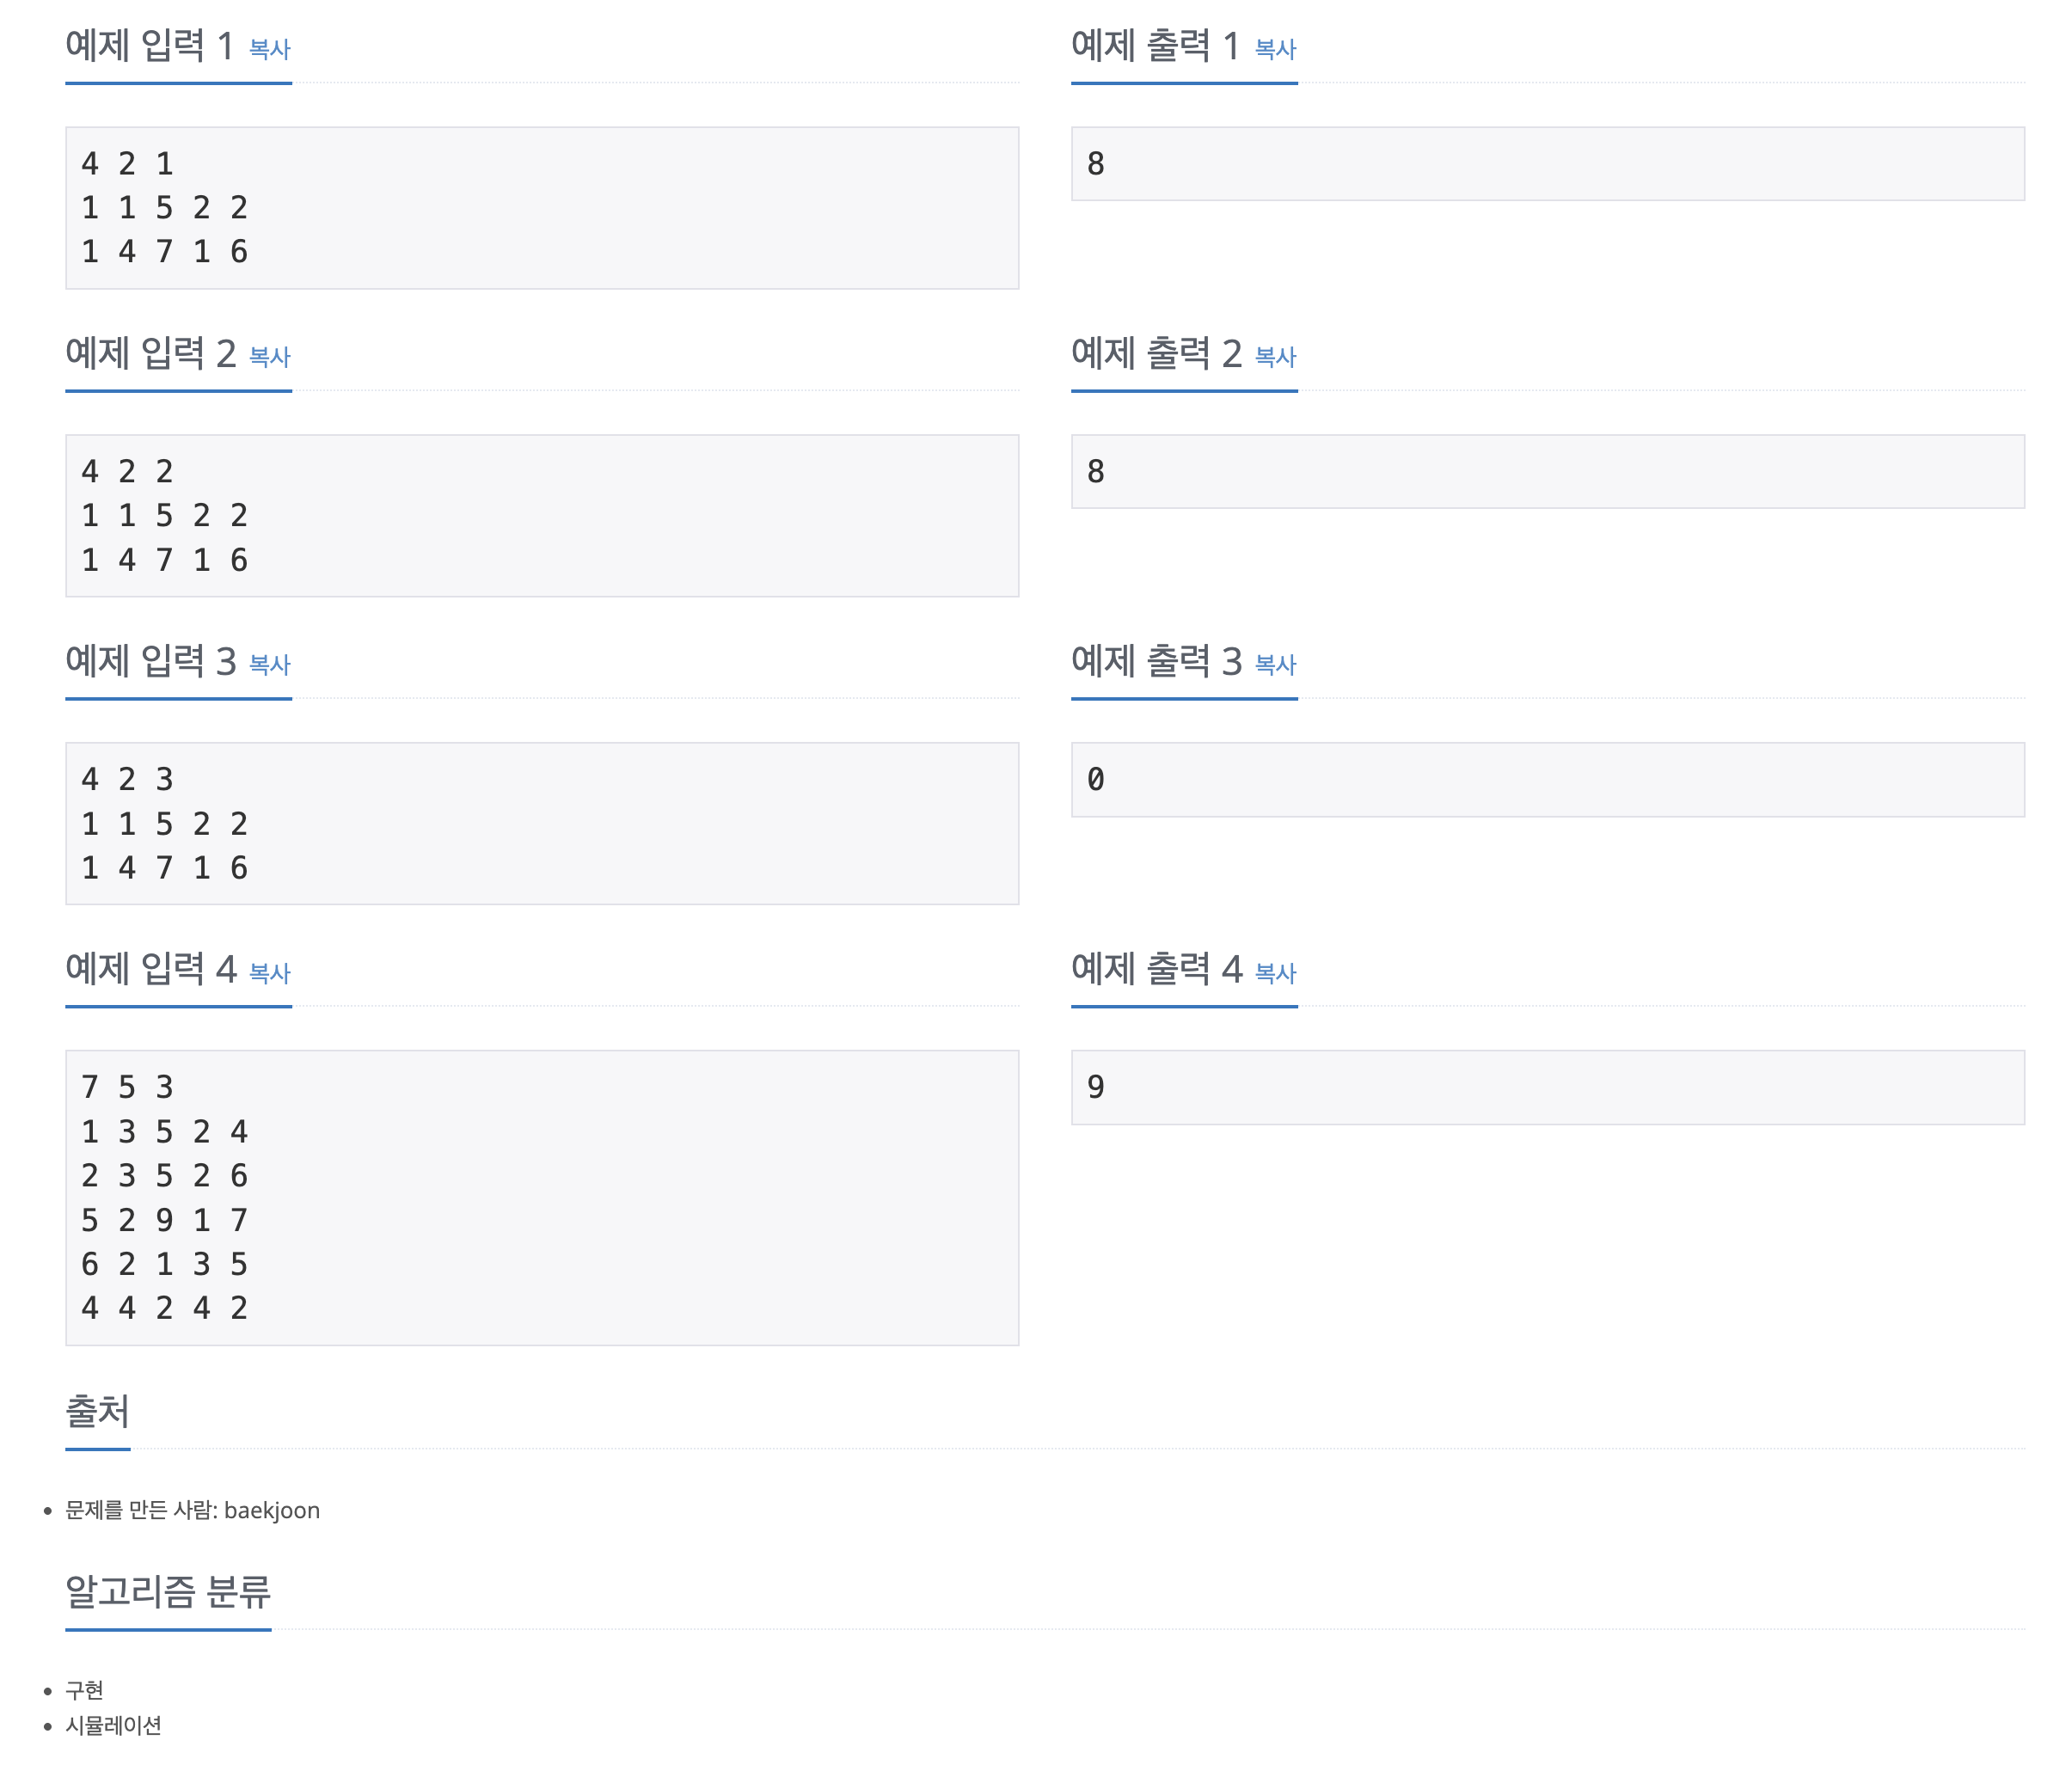 예제 입력 1 복사
예제 출력 1 복사
4 2 1
1 1 5 2 2
1 4 7 1 6
8
예제 입력 2 복사
예제 출력 2 복사
4 2 2
1 1 5 2 2
1 4 7 1 6
8
예제 입력 3 복사
예제 출력 3 복사
4 2 3
1 1 5 2 2
1 4 7 1 6
0
예제 입력 4 복사
예제 출력 4 복사
7 5 3
1 3 5 2 4
2 3 5 2 6
5 2 9 1 7
6 2 1 3 5
4 4 2 4 2
9
출처
문제를 만든 사람: baekjoon
알고리즘 분류
구현
시뮬레이션